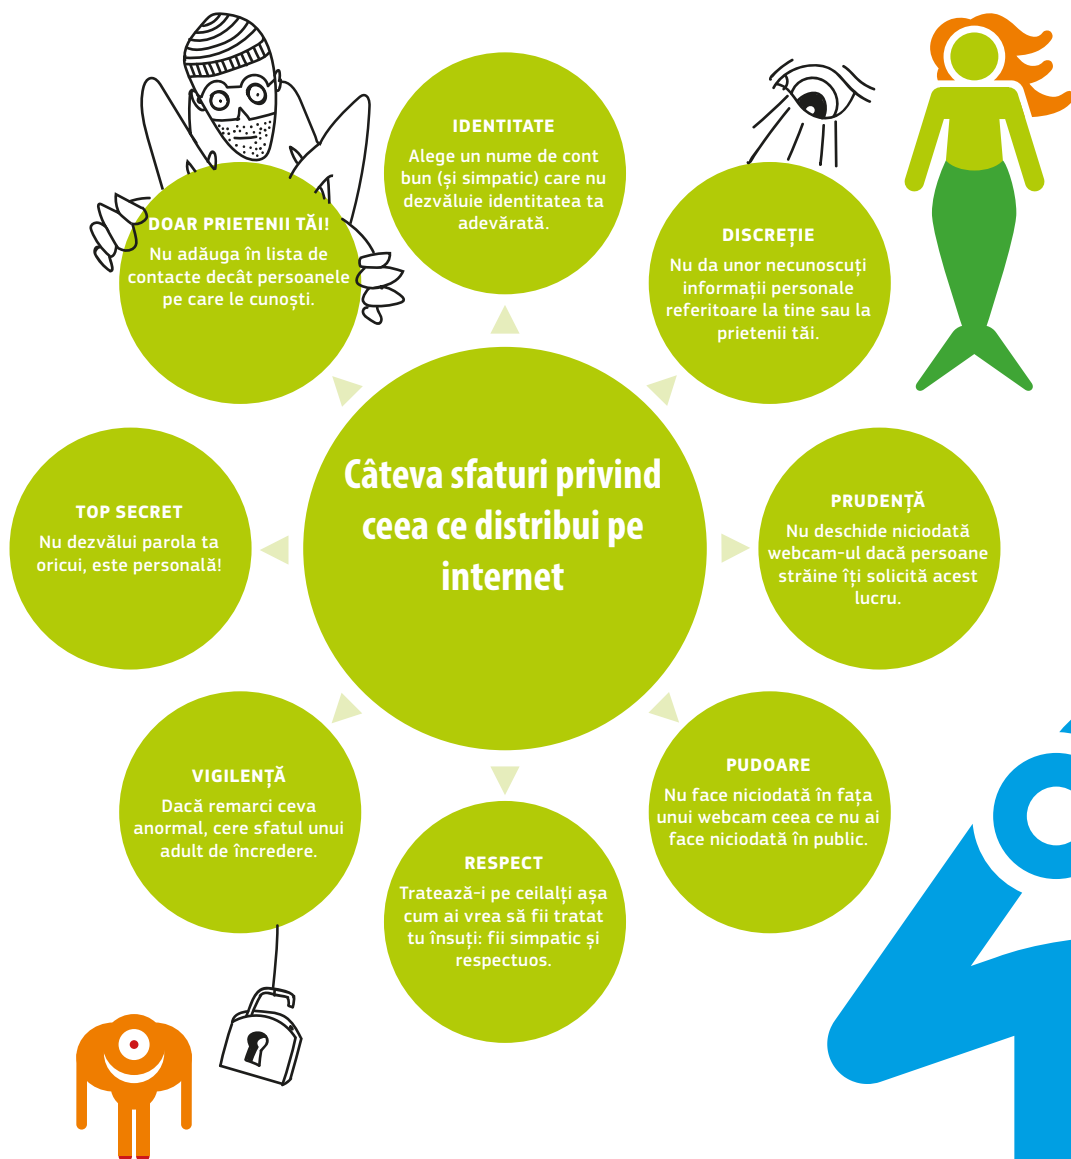 Câteva sfaturi privind
ceea ce distribui pe
internet
IDENTITATE
Alege un nume de cont
bun (și simpatic) care nu
dezvăluie identitatea ta
adevărată.
DISCREȚIE
Nu da unor necunoscuți
informații personale
referitoare la tine sau la
prietenii tăi.
PRUDENȚĂ
Nu deschide niciodată
webcam-ul dacă persoane
străine îți solicită acest
lucru.
PUDOARE
Nu face niciodată în fața
unui webcam ceea ce nu ai
face niciodată în public.
RESPECT
Tratează-i pe ceilalți așa
cum ai vrea să fii tratat
tu însuți: fii simpatic și
respectuos.
VIGILENȚĂ
Dacă remarci ceva
anormal, cere sfatul unui
adult de încredere.
TOP SECRET
Nu dezvălui parola ta
oricui, este personală!
DOAR PRIETENII TĂI!
Nu adăuga în lista de
contacte decât persoanele
pe care le cunoști.